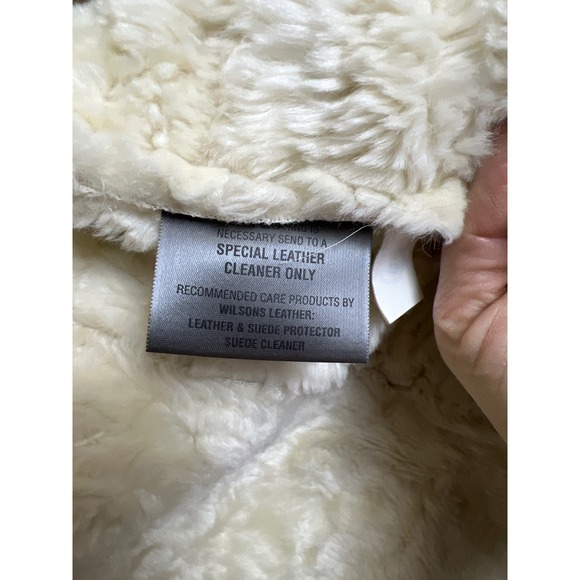 NECESSARY SEND TO A
SPECIAL LEATHER
CLEANER ONLY
RECOMMENDED CARE PRODUCTS BY
WILSONS LEATHER:
LEATHER & SUEDE PROTECTOR
SUEDE CLEANER